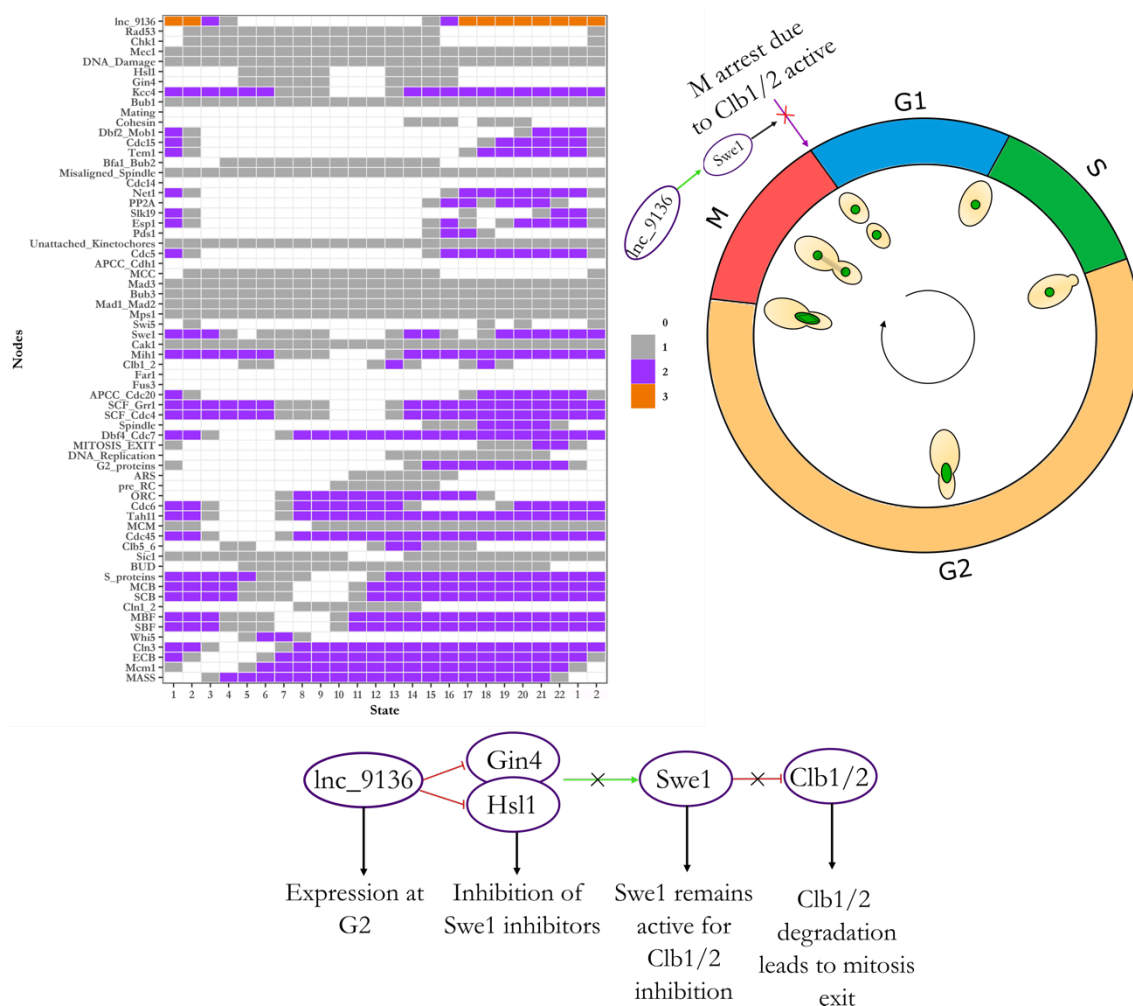 lnc_9136
Rad53
Chk1
Mec1
DNA_Damage
Hsl1
Gin4
Kcc4
Bub1
Mating
Cohesin
Dbf2_Mob1
Cdc15
Tem1
Bfa1_Bub2
Misaligned_Spindle
Cdc14
Net1
PP2A
Slk19
Esp1
Pds1
Unattached_Kinetochores
Cdc5
APCC_Cdh1
MCC
Mad3
Bub3
Mad1_Mad2
Mps1
Swi5
Swe1
Cak1
Mih1
Clb1_2
Far1
Fus3
APCC_Cdc20
SCF_Grr1
SCF_Cdc4
Spindle
Dbf4_Cdc7
MITOSIS_EXIT
DNA_Replication
G2_proteins
ARS
pre_RC
ORC
Cdc6
Tah11
MCM
Cdc45
Clb5_6
Sic1
BUD
S_proteins
MCB
SCB
Cln1_2
MBF
SBF
Whi5
Cln3
ECB
Mcm1
MASS
Nodes
1 2 3 4 5 6 7 8 9 10 11 12 13 14 15 16 17 18 19 20 21 22 1 2
State
0
1
2
3
M arrest due
to Clb1/2 active
Swe1
lnc_9136
G1
S
M
G2
lnc_9136
Gin4
Hsl1
Swe1
Clb1/2
Expression at
G2
Inhibition of
Swe1 inhibitors
Swe1 remains
active for
Clb1/2
inhibition
Clb1/2
degradation
leads to mitosis
exit